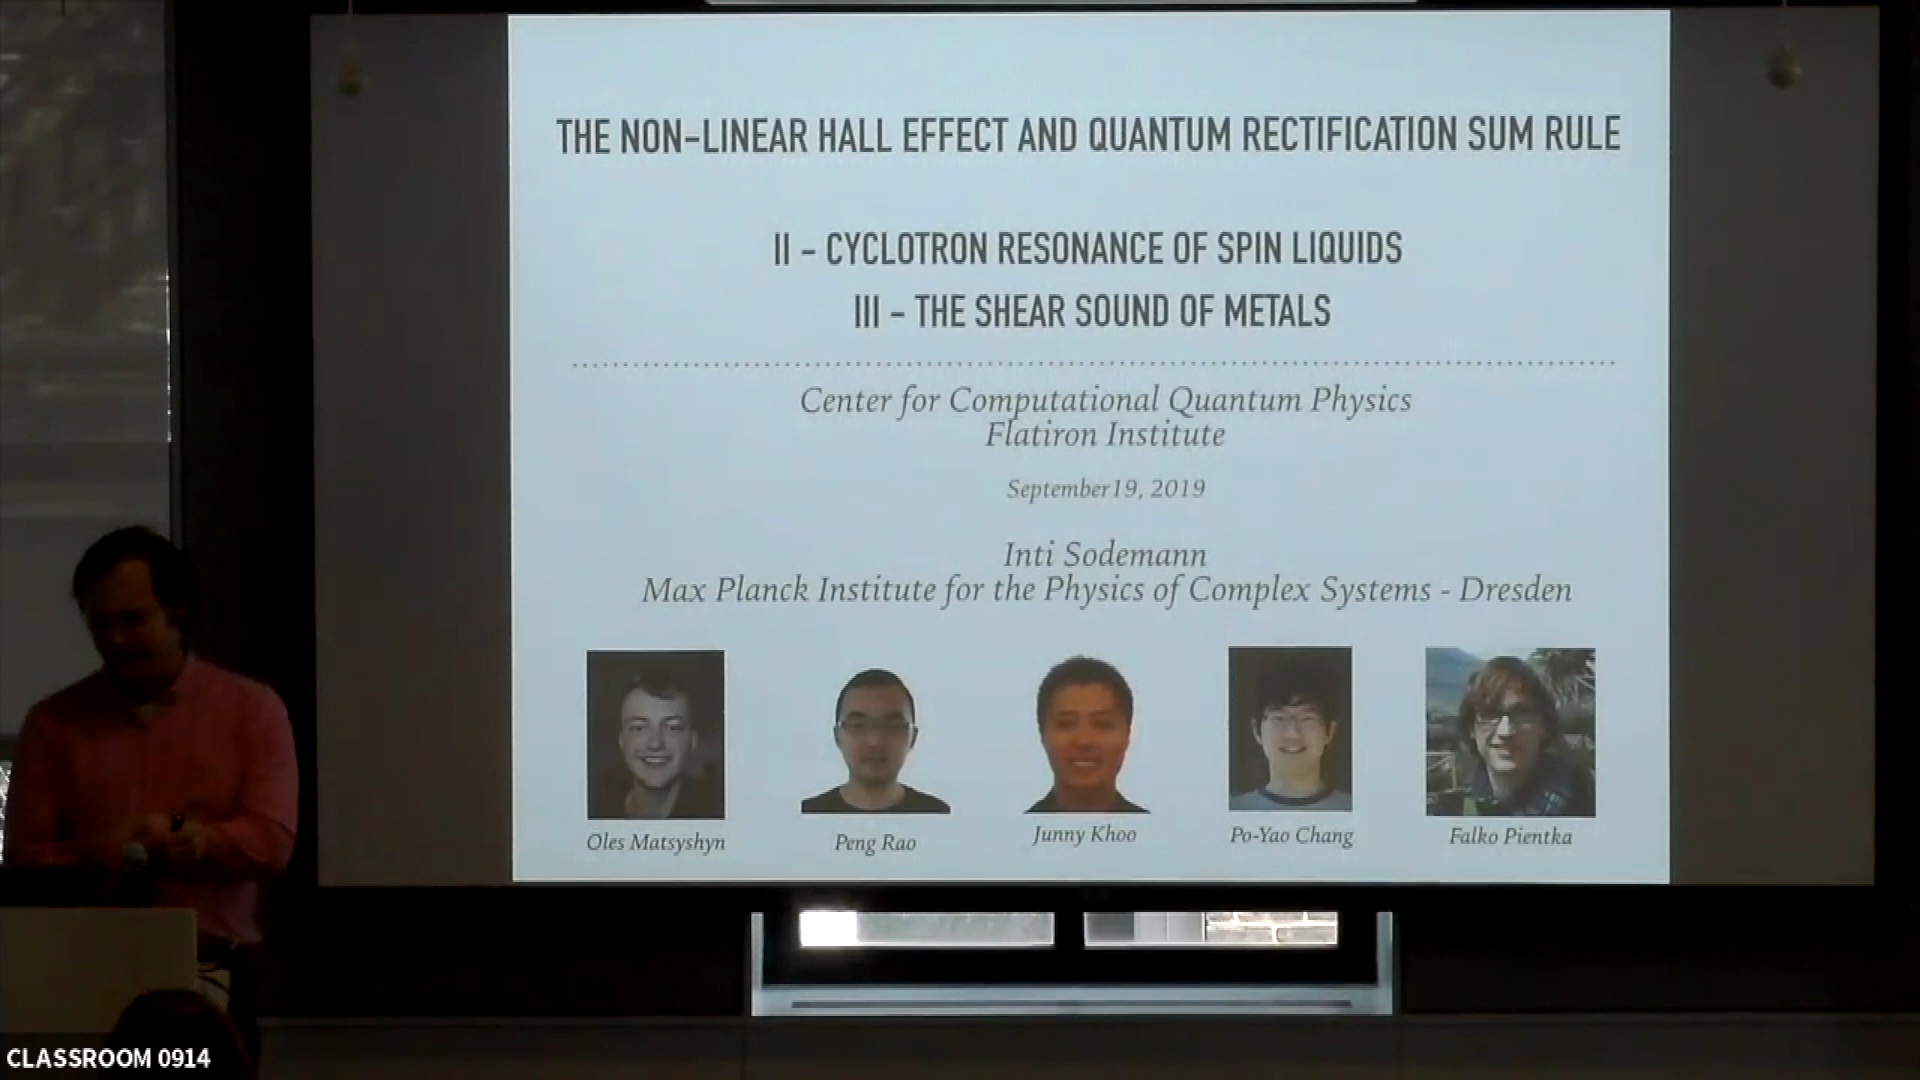 THE NON-LINEAR HALL EFFECT AND QUANTUM RECTIFICATION SUM RULE
II - CYCLOTRON RESONANCE OF SPIN LIQUIDS
III - THE SHEAR SOUND OF METALS
Center for Computational Quantum Physics
Flatiron Institute
September19, 2019
Inti Sodemann
Max Planck Institute for the Physics of Complex Systems - Dresden
Oles Matsyshyn
Peng Rao
Junny Khoo
Po-Yao Chang
Falko Pientka
CLASSROOM 0914